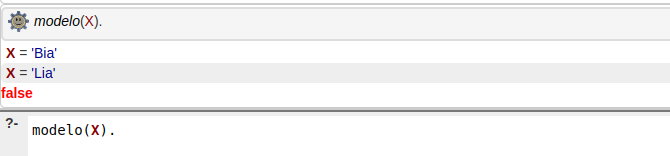 modelo(X).
X = 'Bia'
X = 'Lia'
false
?- modelo(X).